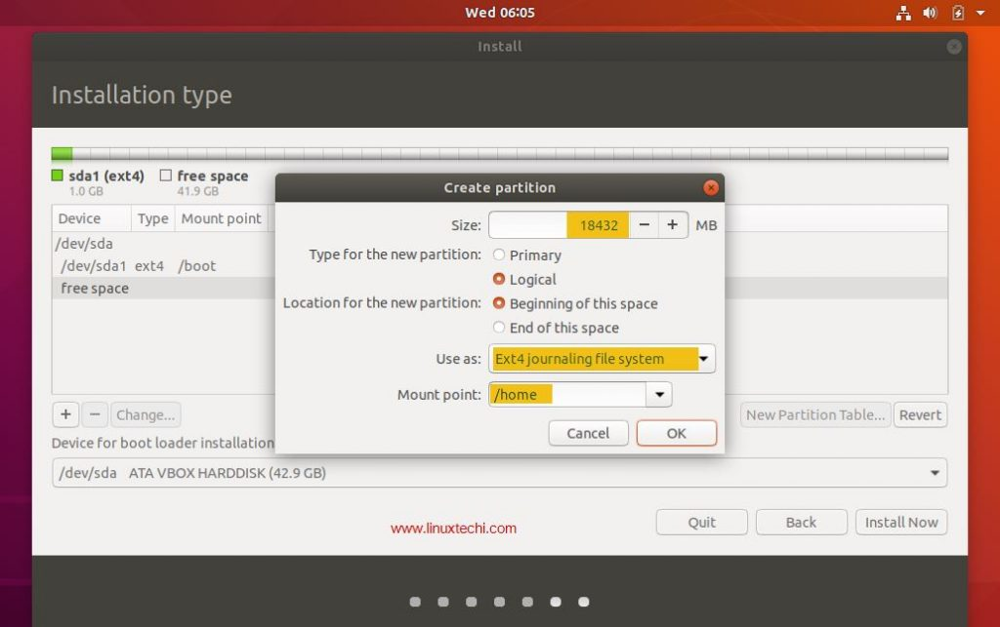 Wed 06:05
Install
Installation type
sda1 (ext4) free space
1.0 GB 41.9 GB
Create partition
Size: 18432 − + MB
Type for the new partition: Primary
Logical
Location for the new partition: Beginning of this space
End of this space
Use as: Ext4 journaling file system
Mount point: /home
Cancel OK
Device Type Mount point
/dev/sda
/dev/sda1 ext4 /boot
free space
+ − Change... New Partition Table... Revert
Device for boot loader installation
/dev/sda ATA VBOX HARDDISK (42.9 GB)
www.linuxtechi.com
Quit Back Install Now